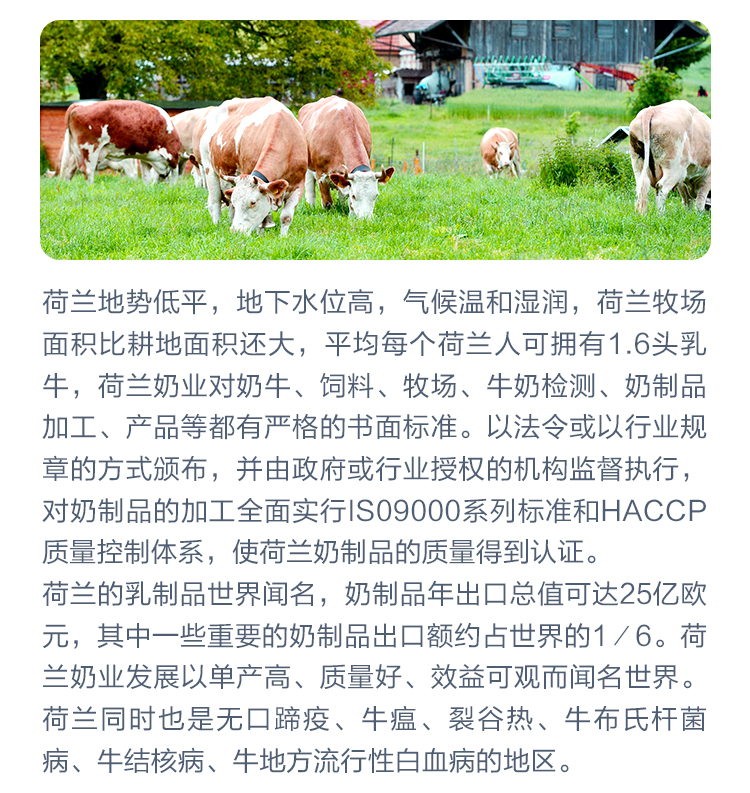 荷兰地势低平，地下水位高，气候温和湿润，荷兰牧场
面积比耕地面积还大，平均每个荷兰人可拥有1.6头乳
牛，荷兰奶业对奶牛、饲料、牧场、牛奶检测、奶制品
加工、产品等都有严格的书面标准。以法令或以行业规
章的方式颁布，并由政府或行业授权的机构监督执行，
对奶制品的加工全面实行IS09000系列标准和HACCP
质量控制体系，使荷兰奶制品的质量得到认证。
荷兰的乳制品世界闻名，奶制品年出口总值可达25亿欧
元，其中一些重要的奶制品出口额约占世界的1／6。荷
兰奶业发展以单产高、质量好、效益可观而闻名世界。
荷兰同时也是无口蹄疫、牛瘟、裂谷热、牛布氏杆菌
病、牛结核病、牛地方流行性白血病的地区。